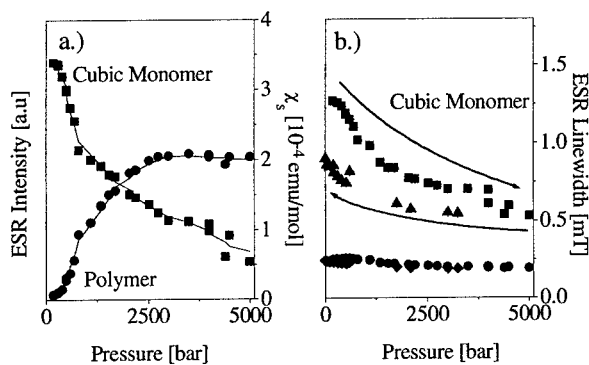 a.)
Cubic Monomer
Polymer
ESR Intensity [a.u]
χs [10-4 emu/mol]
0
1
2
3
4
0
2500
5000
Pressure [bar]
b.)
Cubic Monomer
ESR Linewidth [mT]
0.0
0.5
1.0
1.5
0
2500
5000
Pressure [bar]